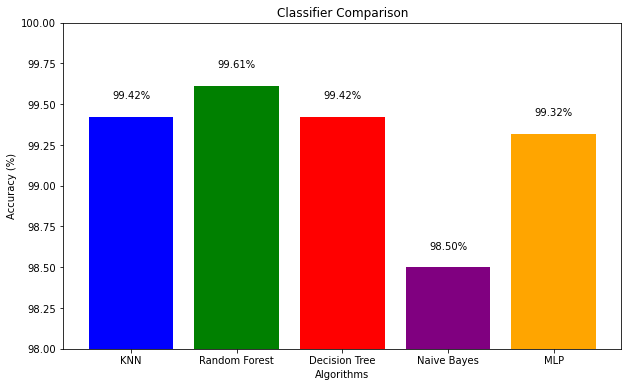 Classifier Comparison
Accuracy (%)
100.00
99.75
99.50
99.25
99.00
98.75
98.50
98.25
98.00
99.42%
99.61%
99.42%
98.50%
99.32%
KNN
Random Forest
Decision Tree
Naive Bayes
MLP
Algorithms